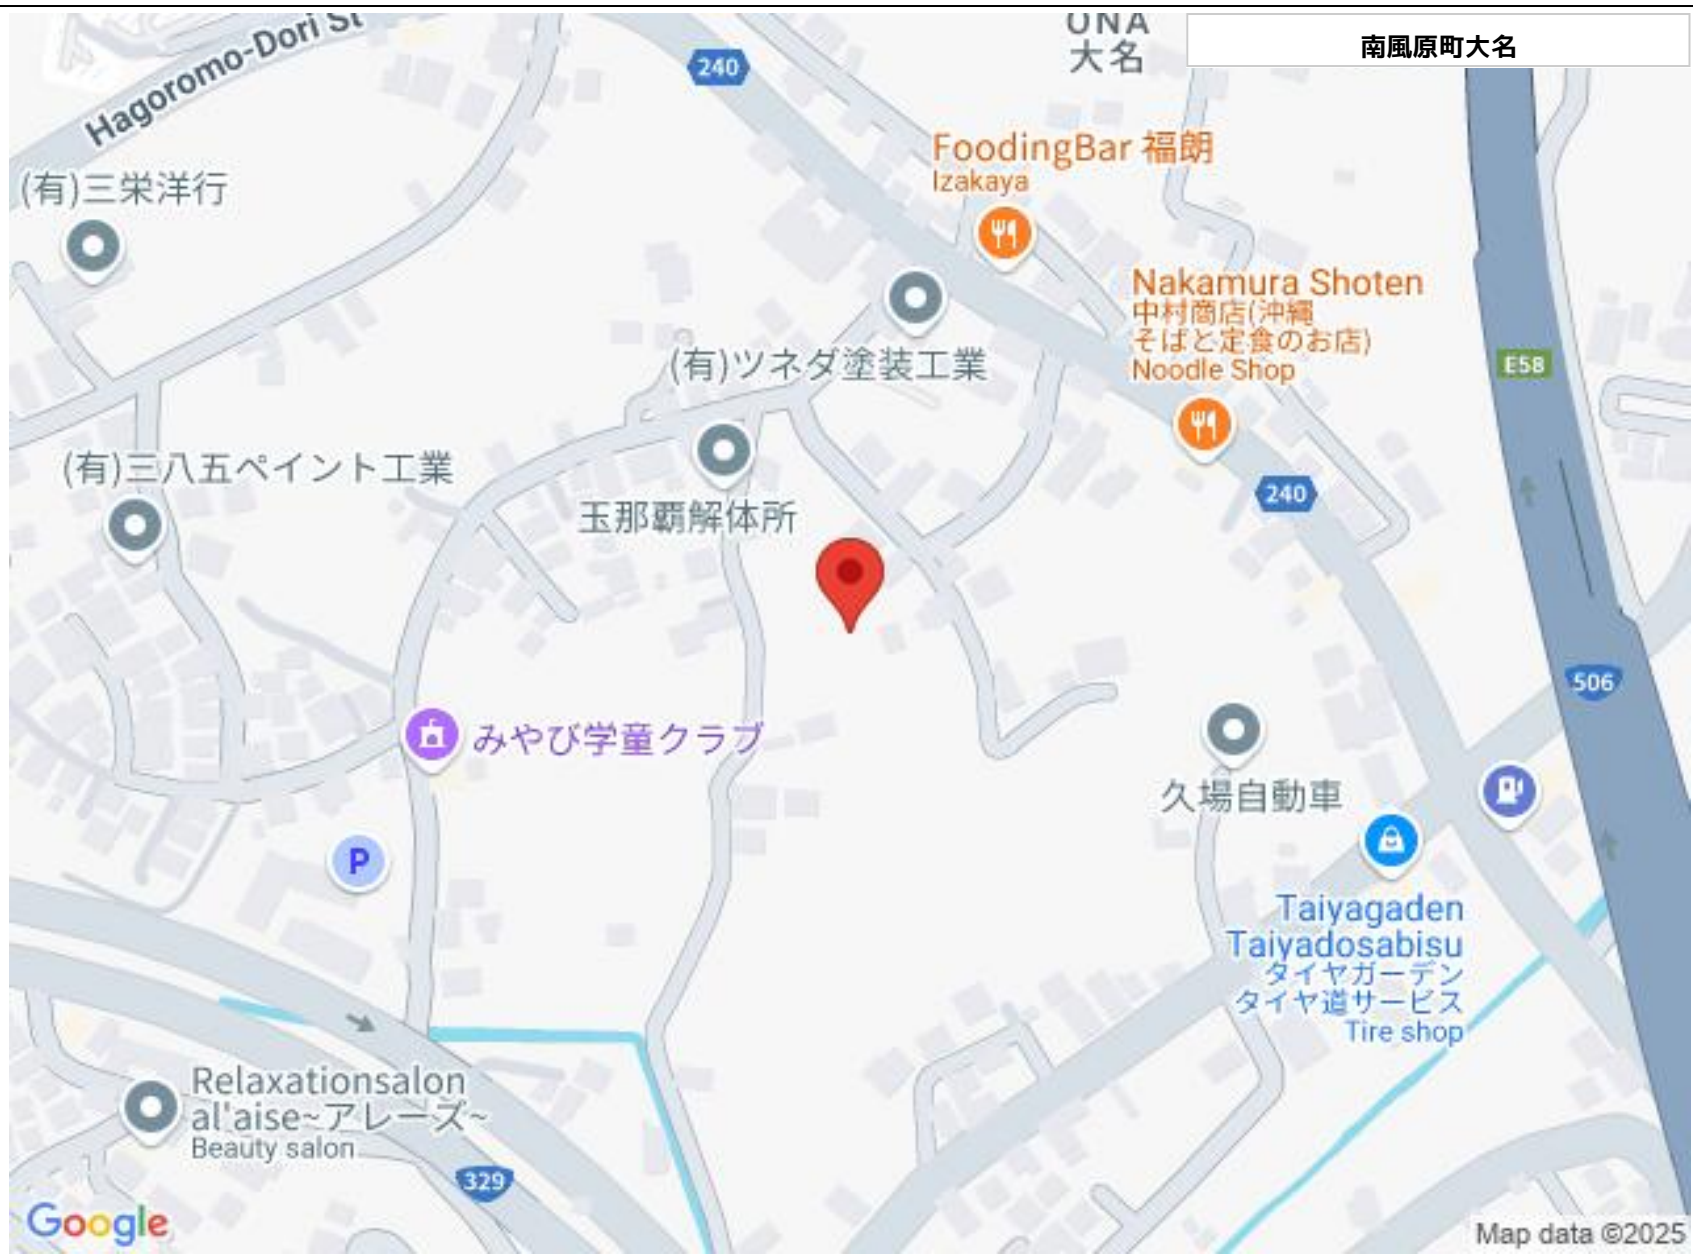 Hagoromo-Dori St
240
ONA
大名
南風原町大名
(有)三栄洋行
FoodingBar 福朗
Izakaya
Nakamura Shoten
中村商店(沖縄
そばと定食のお店)
Noodle Shop
(有)ツネダ塗装工業
E58
(有)三八五ペイント工業
玉那覇解体所
240
506
みやび学童クラブ
久場自動車
P
Taiyagaden
Taiyadosabisu
タイヤガーデン
タイヤ道サービス
Tire shop
Relaxationsalon
al'aise~アレーズ~
Beauty salon
329
Google
Map data ©2025